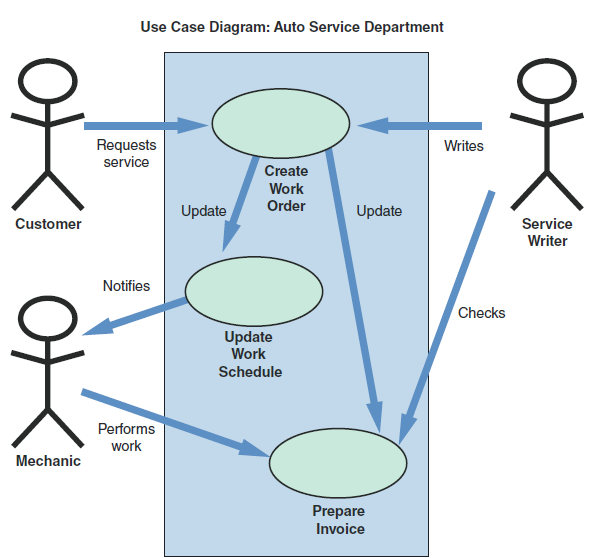 Use Case Diagram: Auto Service Department
Requests
service
Writes
Create
Work
Order
Customer
Update
Update
Service
Writer
Notifies
Checks
Update
Work
Schedule
Performs
work
Mechanic
Prepare
Invoice